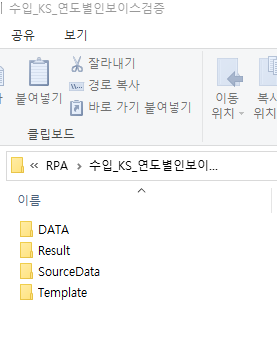 수입_KS_연도별인보이스검증
공유 보기
잘라내기
경로 복사
붙여넣기
바로 가기 붙여넣기
이동 위치
복사 위치
클립보드
« RPA > 수입_KS_연도별인보이...
이름
DATA
Result
SourceData
Template